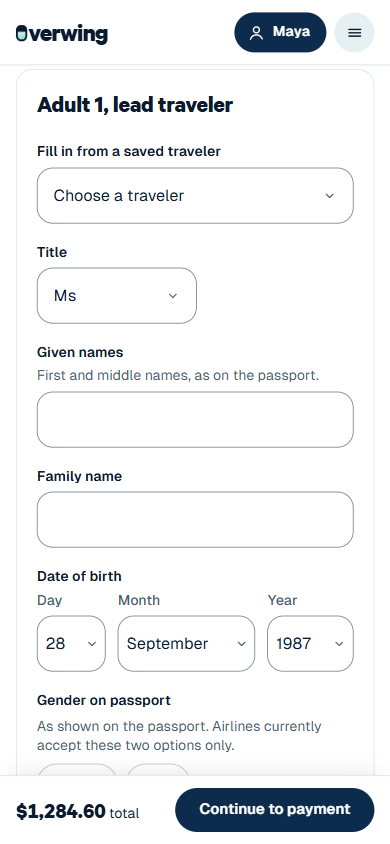 Overwing
Maya
Adult 1, lead traveler
Fill in from a saved traveler
Choose a traveler
Title
Ms
Given names
First and middle names, as on the passport.
Family name
Date of birth
Day Month Year
28 September 1987
Gender on passport
As shown on the passport. Airlines currently
accept these two options only.
$1,284.60 total
Continue to payment